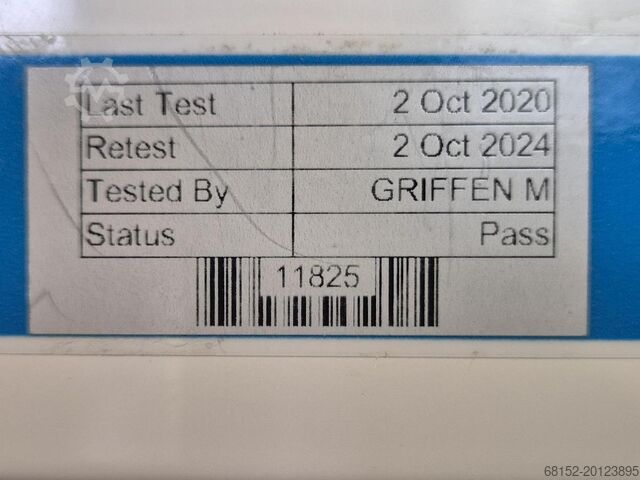 Last Test 2 Oct 2020
Retest 2 Oct 2024
Tested By GRIFFEN M
Status Pass
11825
68152-20123895